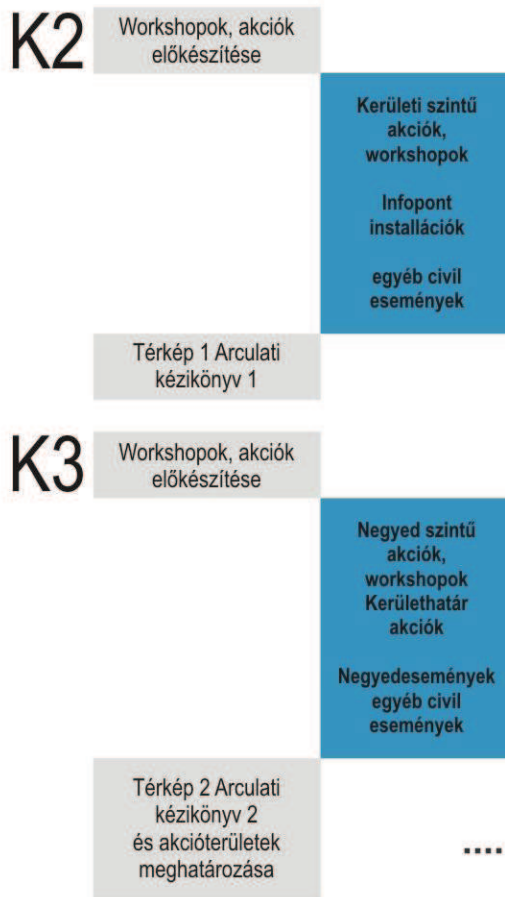 K2
Workshopok, akciók
előkészítése
Kerületi szintű
akciók,
workshopok
Infopont
installációk
egyéb civil
események
Térkép 1 Arculati
kézikönyv 1
K3
Workshopok, akciók
előkészítése
Negyed szintű
akciók,
workshopok
Kerülethatár
akciók
Negyedesemények
egyéb civil
események
Térkép 2 Arculati
kézikönyv 2
és akcióterületek
meghatározása
....